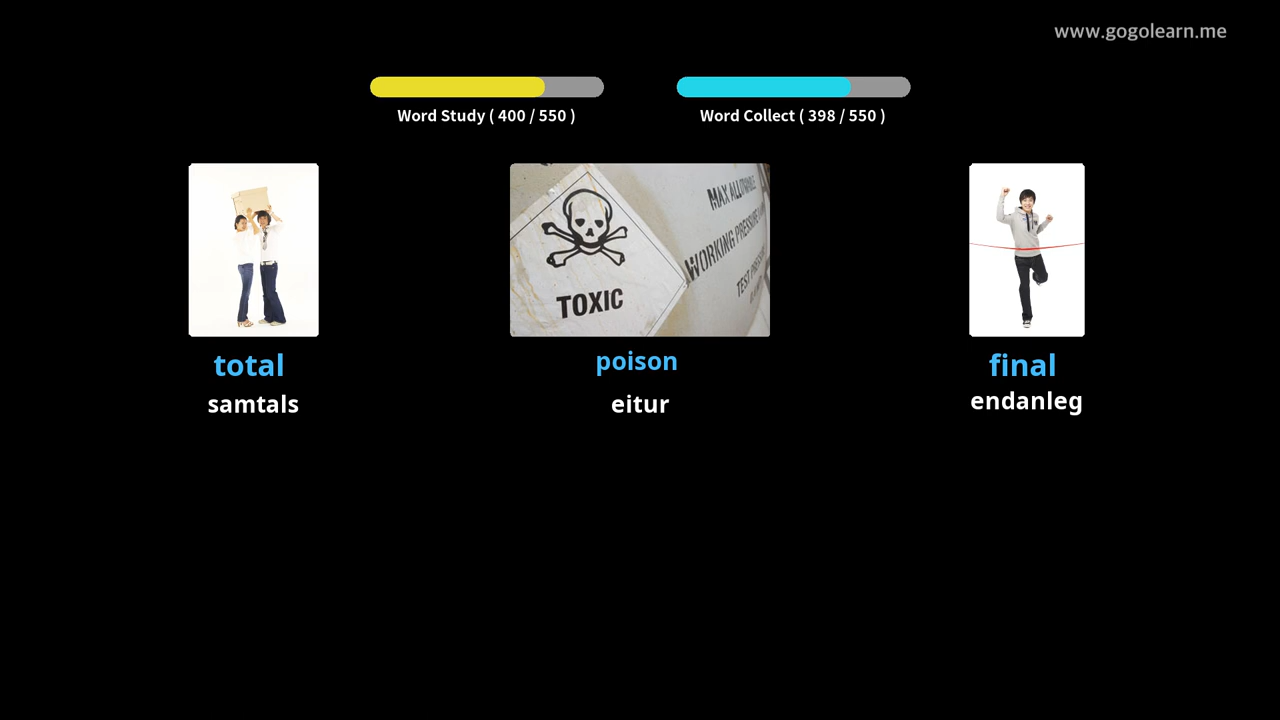 www.gogolearn.me
Word Study ( 400 / 550 )
Word Collect ( 398 / 550 )
TOXIC
MAX ALLOWABLE
WORKING PRESSURE
TEST
total
poison
final
samtals
eitur
endanleg